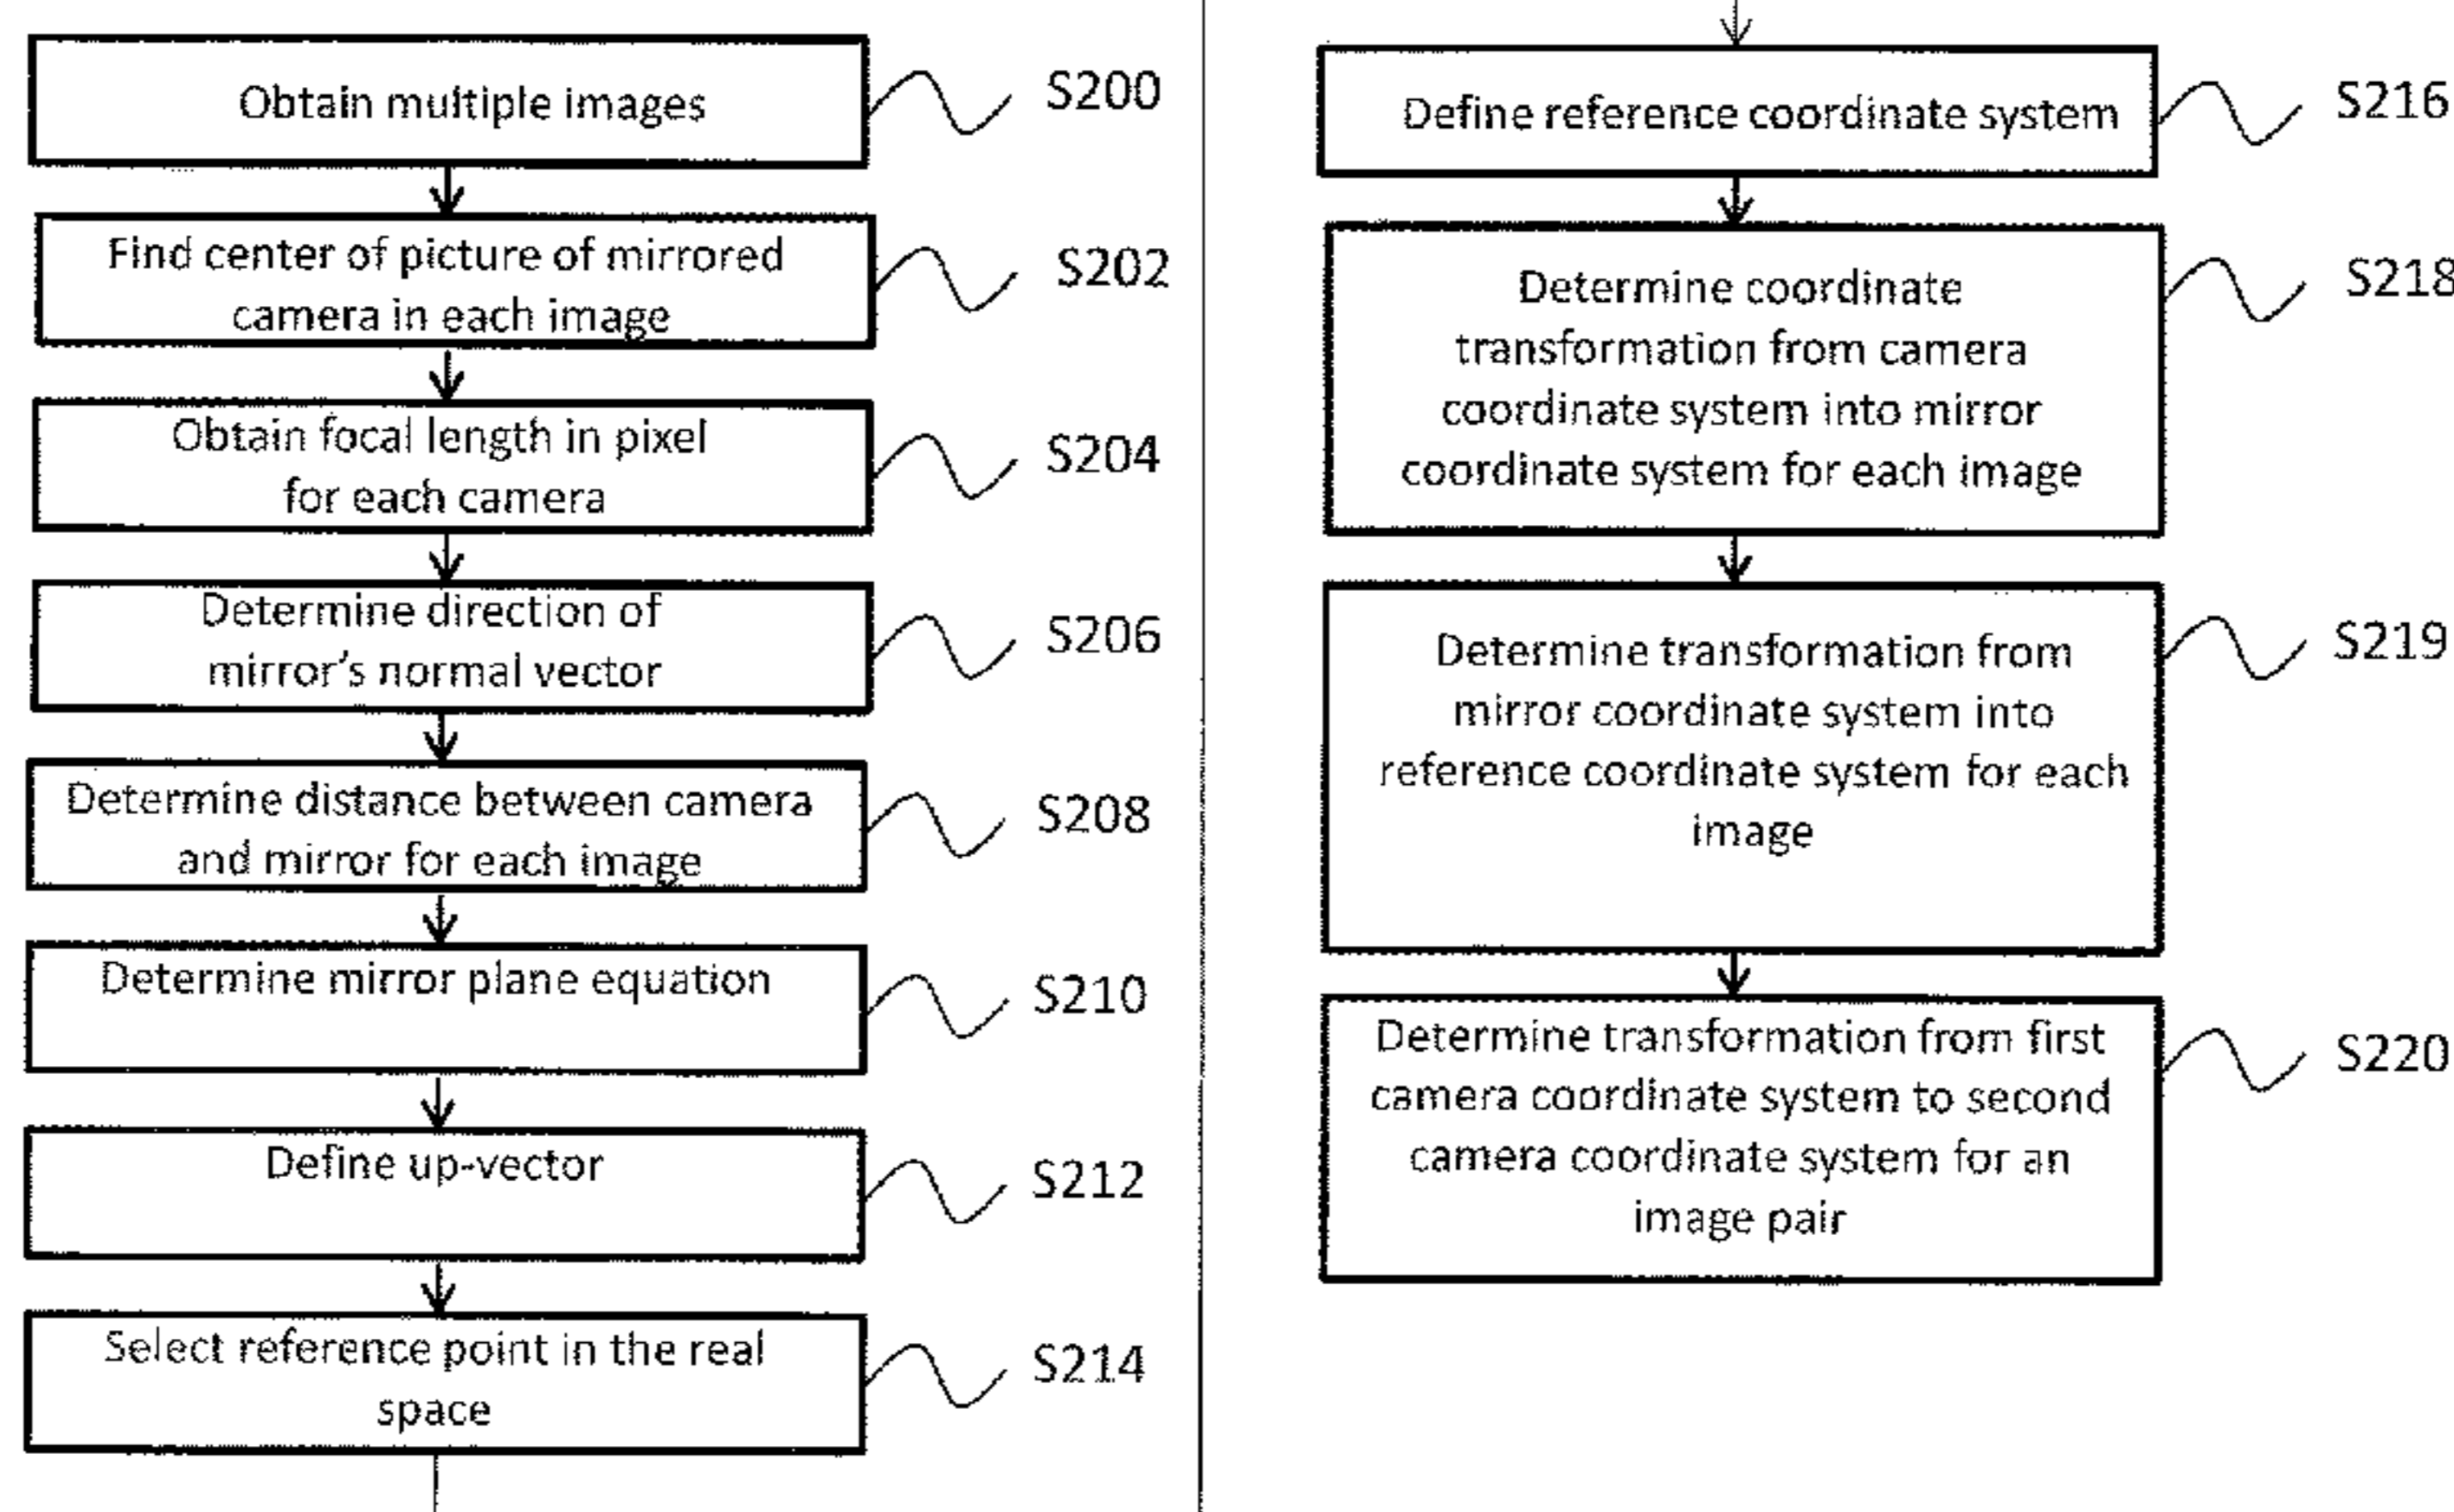 Obtain multiple images
S200
Find center of picture of mirrored
camera in each image
S202
Obtain focal length in pixel
for each camera
S204
Determine direction of
mirror's normal vector
S206
Determine distance between camera
and mirror for each image
S208
Determine mirror plane equation
S210
Define up-vector
S212
Select reference point in the real
space
S214
Define reference coordinate system
S216
Determine coordinate
transformation from camera
coordinate system into mirror
coordinate system for each image
S218
Determine transformation from
mirror coordinate system into
reference coordinate system for each
image
S219
Determine transformation from first
camera coordinate system to second
camera coordinate system for an
image pair
S220